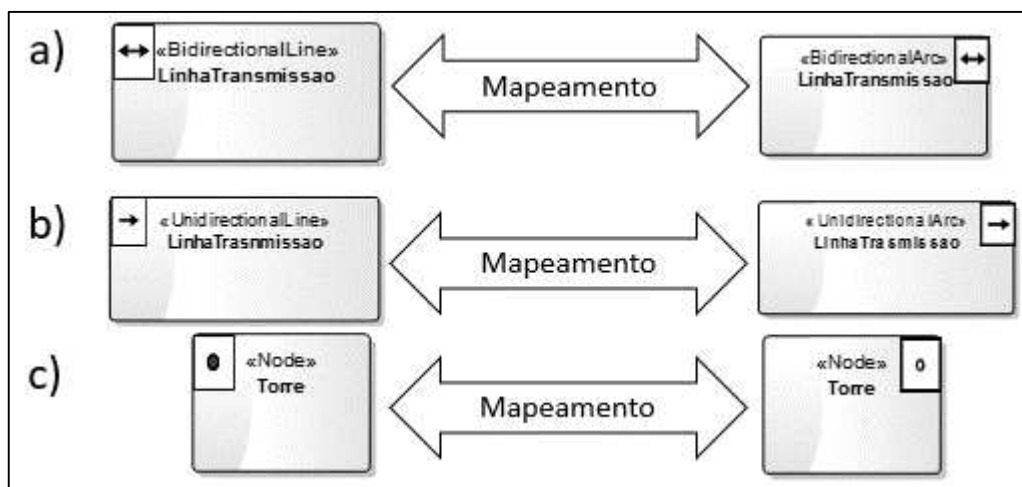 a)
«BidirectionalLine»
LinhaTransmissao
Mapeamento
«BidirectionalArc»
LinhaTransmissao
b)
«UnidirectionalLine»
LinhaTrasnmissao
Mapeamento
«UnidirectionalArc»
LinhaTrasmissao
c)
«Node»
Torre
Mapeamento
«Node»
Torre